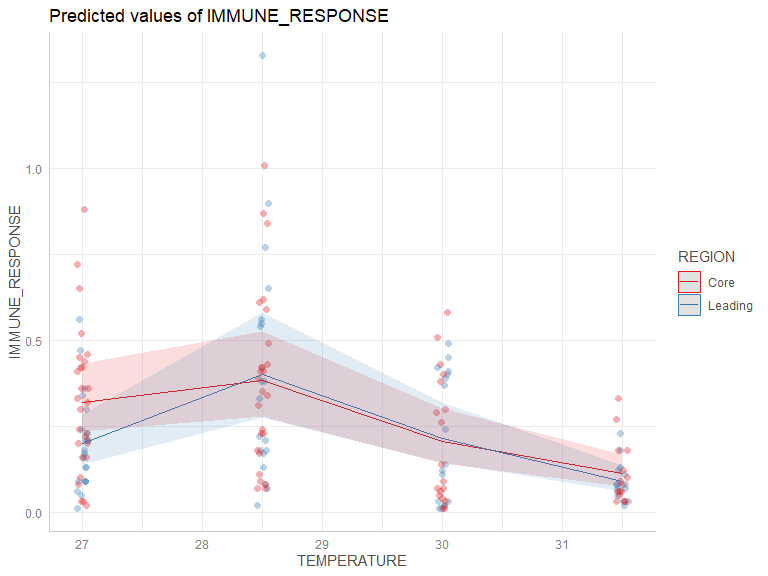 Predicted values of IMMUNE_RESPONSE
IMMUNE_RESPONSE
1.0
0.5
0.0
27
28
29
30
31
TEMPERATURE
REGION
Core
Leading